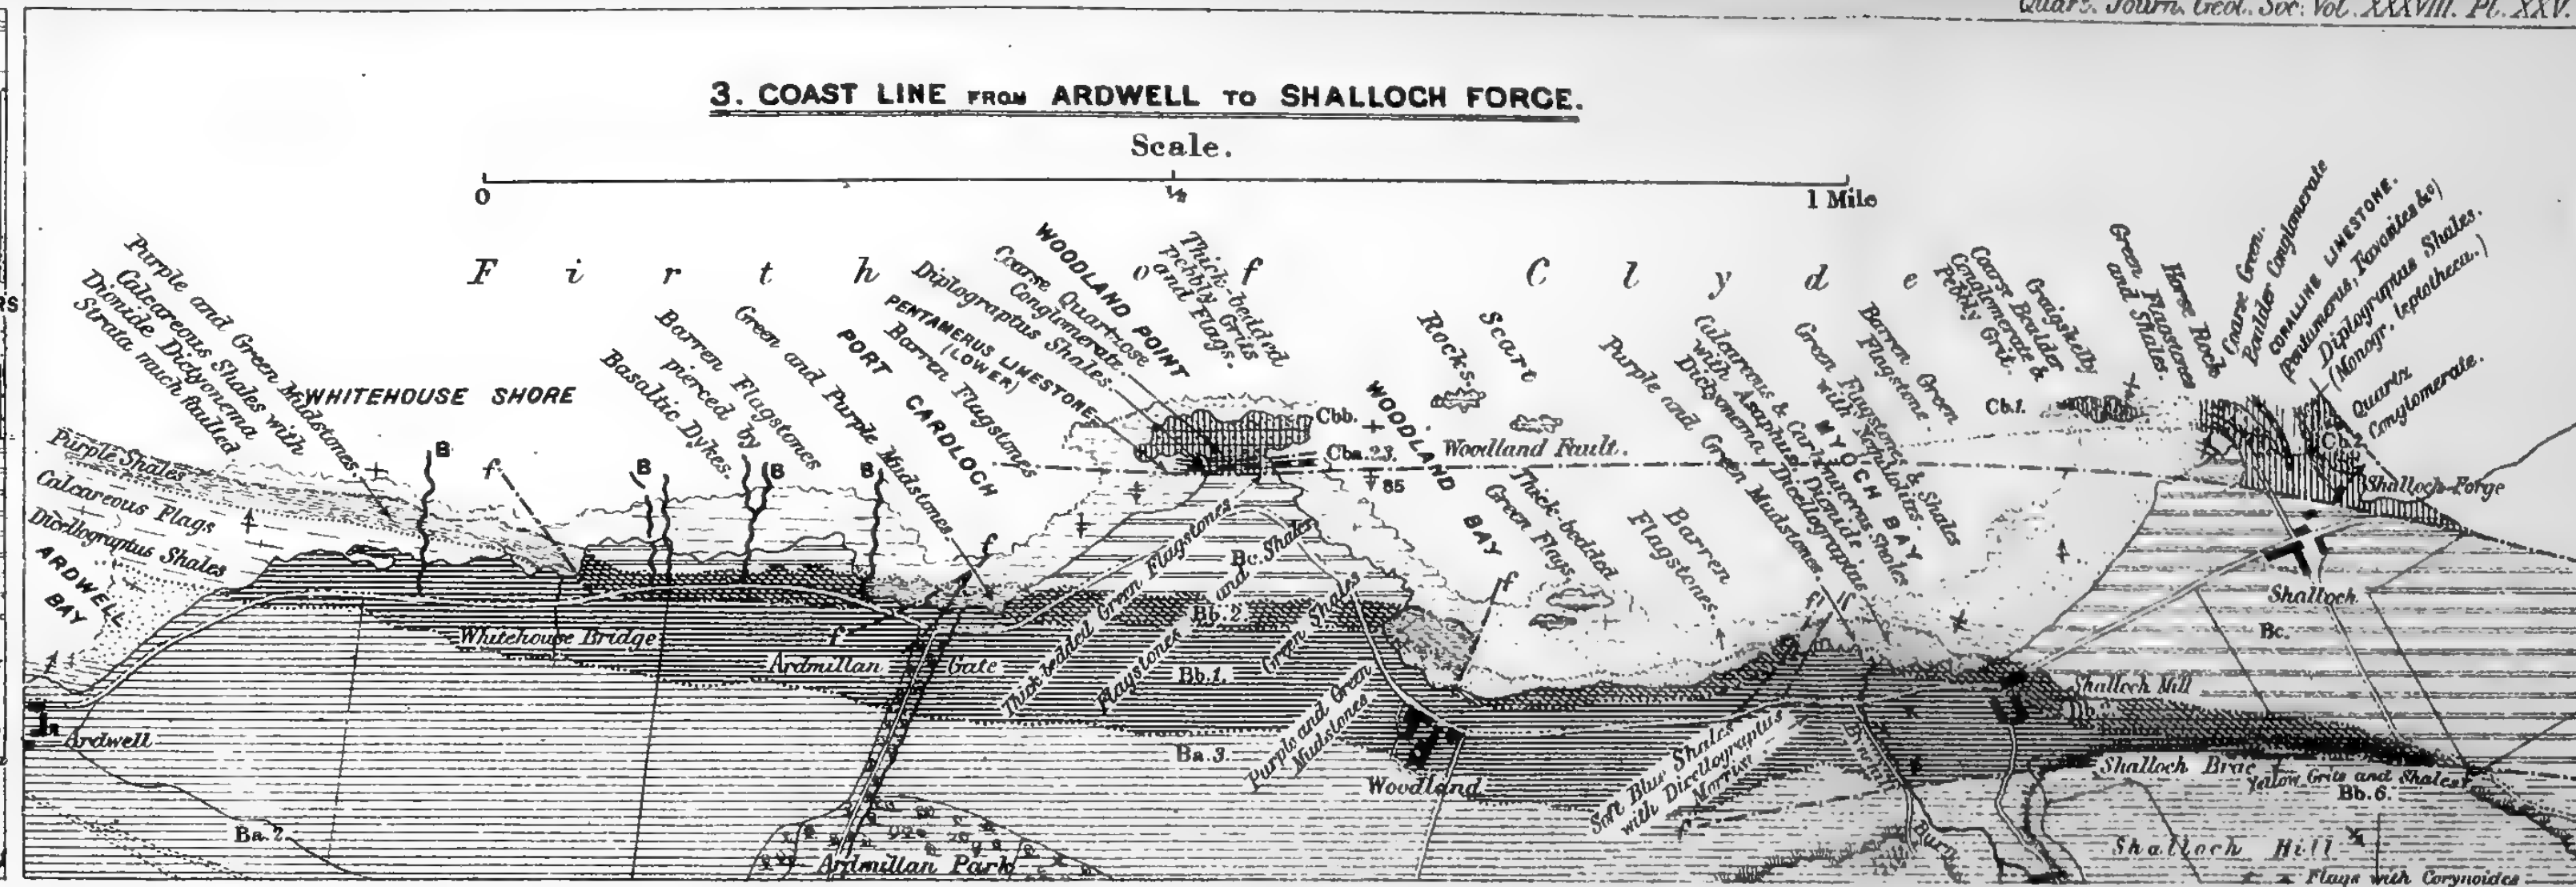 Quart. Journ. Geol. Soc. Vol. XXXVIII. Pl. XXV.
3. COAST LINE FROM ARDWELL TO SHALLOCH FORGE.
Scale.
0
½
1 Mile
Firth of Clyde
Purple and Green Mudstones.
Calcareous Shales with
Dionide Dictyonema
Strata much faulted.
WHITEHOUSE SHORE
Purple Shales
Calcareous Flags
Dicellograptus Shales
ARDWELL
BAY
B
f
B
B
B
Barren Flagstones
pierced by
Basaltic Dykes.
Green and Purple Mudstones.
PORT CARDLOCH
Barren Flagstones
PENTAMERUS LIMESTONE
(LOWER)
Diplograptus Shales.
Coarse Quartzose
Conglomerate.
WOODLAND POINT
Thick-bedded
pebbly Grits
and Flags.
Cbb.
Cba.23.
85
Woodland Fault.
WOODLAND
BAY
Rocks.
Scart
Thick-bedded
Green Flags.
Barren
Flagstones.
Purple and Green Mudstones.
Calcareous & Carbonaceous Shales
with Asaphus, Dionide
Dictyonema, Dicellograptus
MYOCH BAY
Green Flagstones & Shales
with Nereitolites.
Barren Green
Flagstone.
Craigskelly
Coarse Boulder
Conglomerate &
Pebbly Grit.
Cb.1.
Green Flagstones
and Shales.
Horse Rock
Coarse Green.
Boulder Conglomerate
CORALLINE LIMESTONE.
(Pentamerus, Favosites &c)
Diplograptus Shales.
(Monogr. leptotheca.)
Quartz
Conglomerate.
Shalloch-Forge
Shalloch
Bc.
f
f
f
Whitehouse Bridge
Ardmillan Gate
Thick bedded Green Flagstones
Bc. Shales
Flagstones and Green Shales
Bb.2.
Bb.1.
Purple and Green
Mudstones
Ba.3.
Woodland
Soft Blue Shales
with Dicellograptus
Morrisi
f
Shalloch Mill
Shalloch Brae
Yellow Grits and Shales
Bb.6.
Ardwell
Ba.2.
Ardmillan Park
Burn
Shalloch Hill
Flags with Corynoides